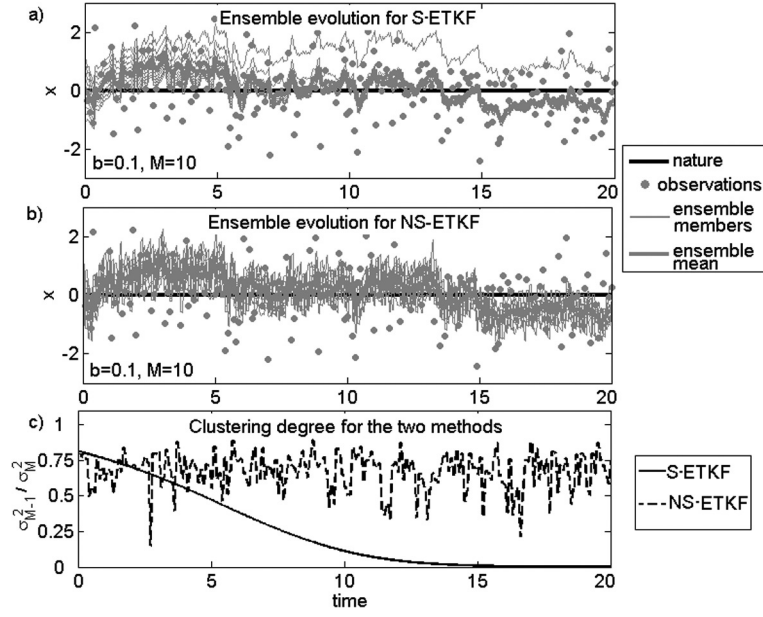 a)
Ensemble evolution for S-ETKF
2
0
-2
x
b=0.1, M=10
0
5
10
15
20
b)
Ensemble evolution for NS-ETKF
2
0
-2
x
b=0.1, M=10
0
5
10
15
20
nature
observations
ensemble
members
ensemble
mean
c)
Clustering degree for the two methods
1
0.75
0.5
0.25
0
σ²M-1 / σ²M
0
5
10
15
20
time
S-ETKF
NS-ETKF